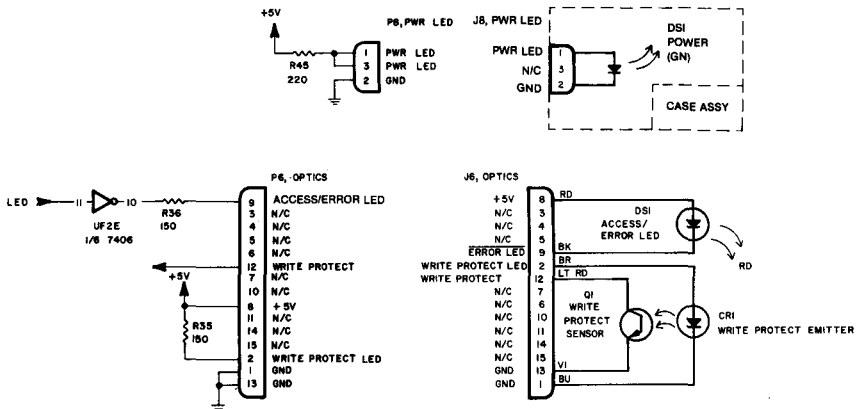 +5V
R45
220
P8, PWR LED
1 PWR LED
3 PWR LED
2 GND
J8, PWR LED
PWR LED 1
N/C 3
GND 2
DSI
POWER
(GN)
CASE ASSY
LED
11
10
UF2E
1/6 7406
R36
150
P6, OPTICS
9 ACCESS/ERROR LED
3 N/C
4 N/C
5 N/C
6 N/C
12 WRITE PROTECT
7 N/C
10 N/C
8 +5V
11 N/C
14 N/C
15 N/C
2 WRITE PROTECT LED
1 GND
13 GND
+5V
R35
150
J6, OPTICS
+5V 8 RD
N/C 3
N/C 4
N/C 5
ERROR LED 9 BK
WRITE PROTECT LED 2 BR
WRITE PROTECT 12 LT RD
N/C 7
N/C 6
N/C 10
N/C 11
N/C 14
N/C 15
GND 13 VI
GND 1 BU
DSI
ACCESS/
ERROR LED
RD
Q1
WRITE
PROTECT
SENSOR
CR1
WRITE PROTECT EMITTER